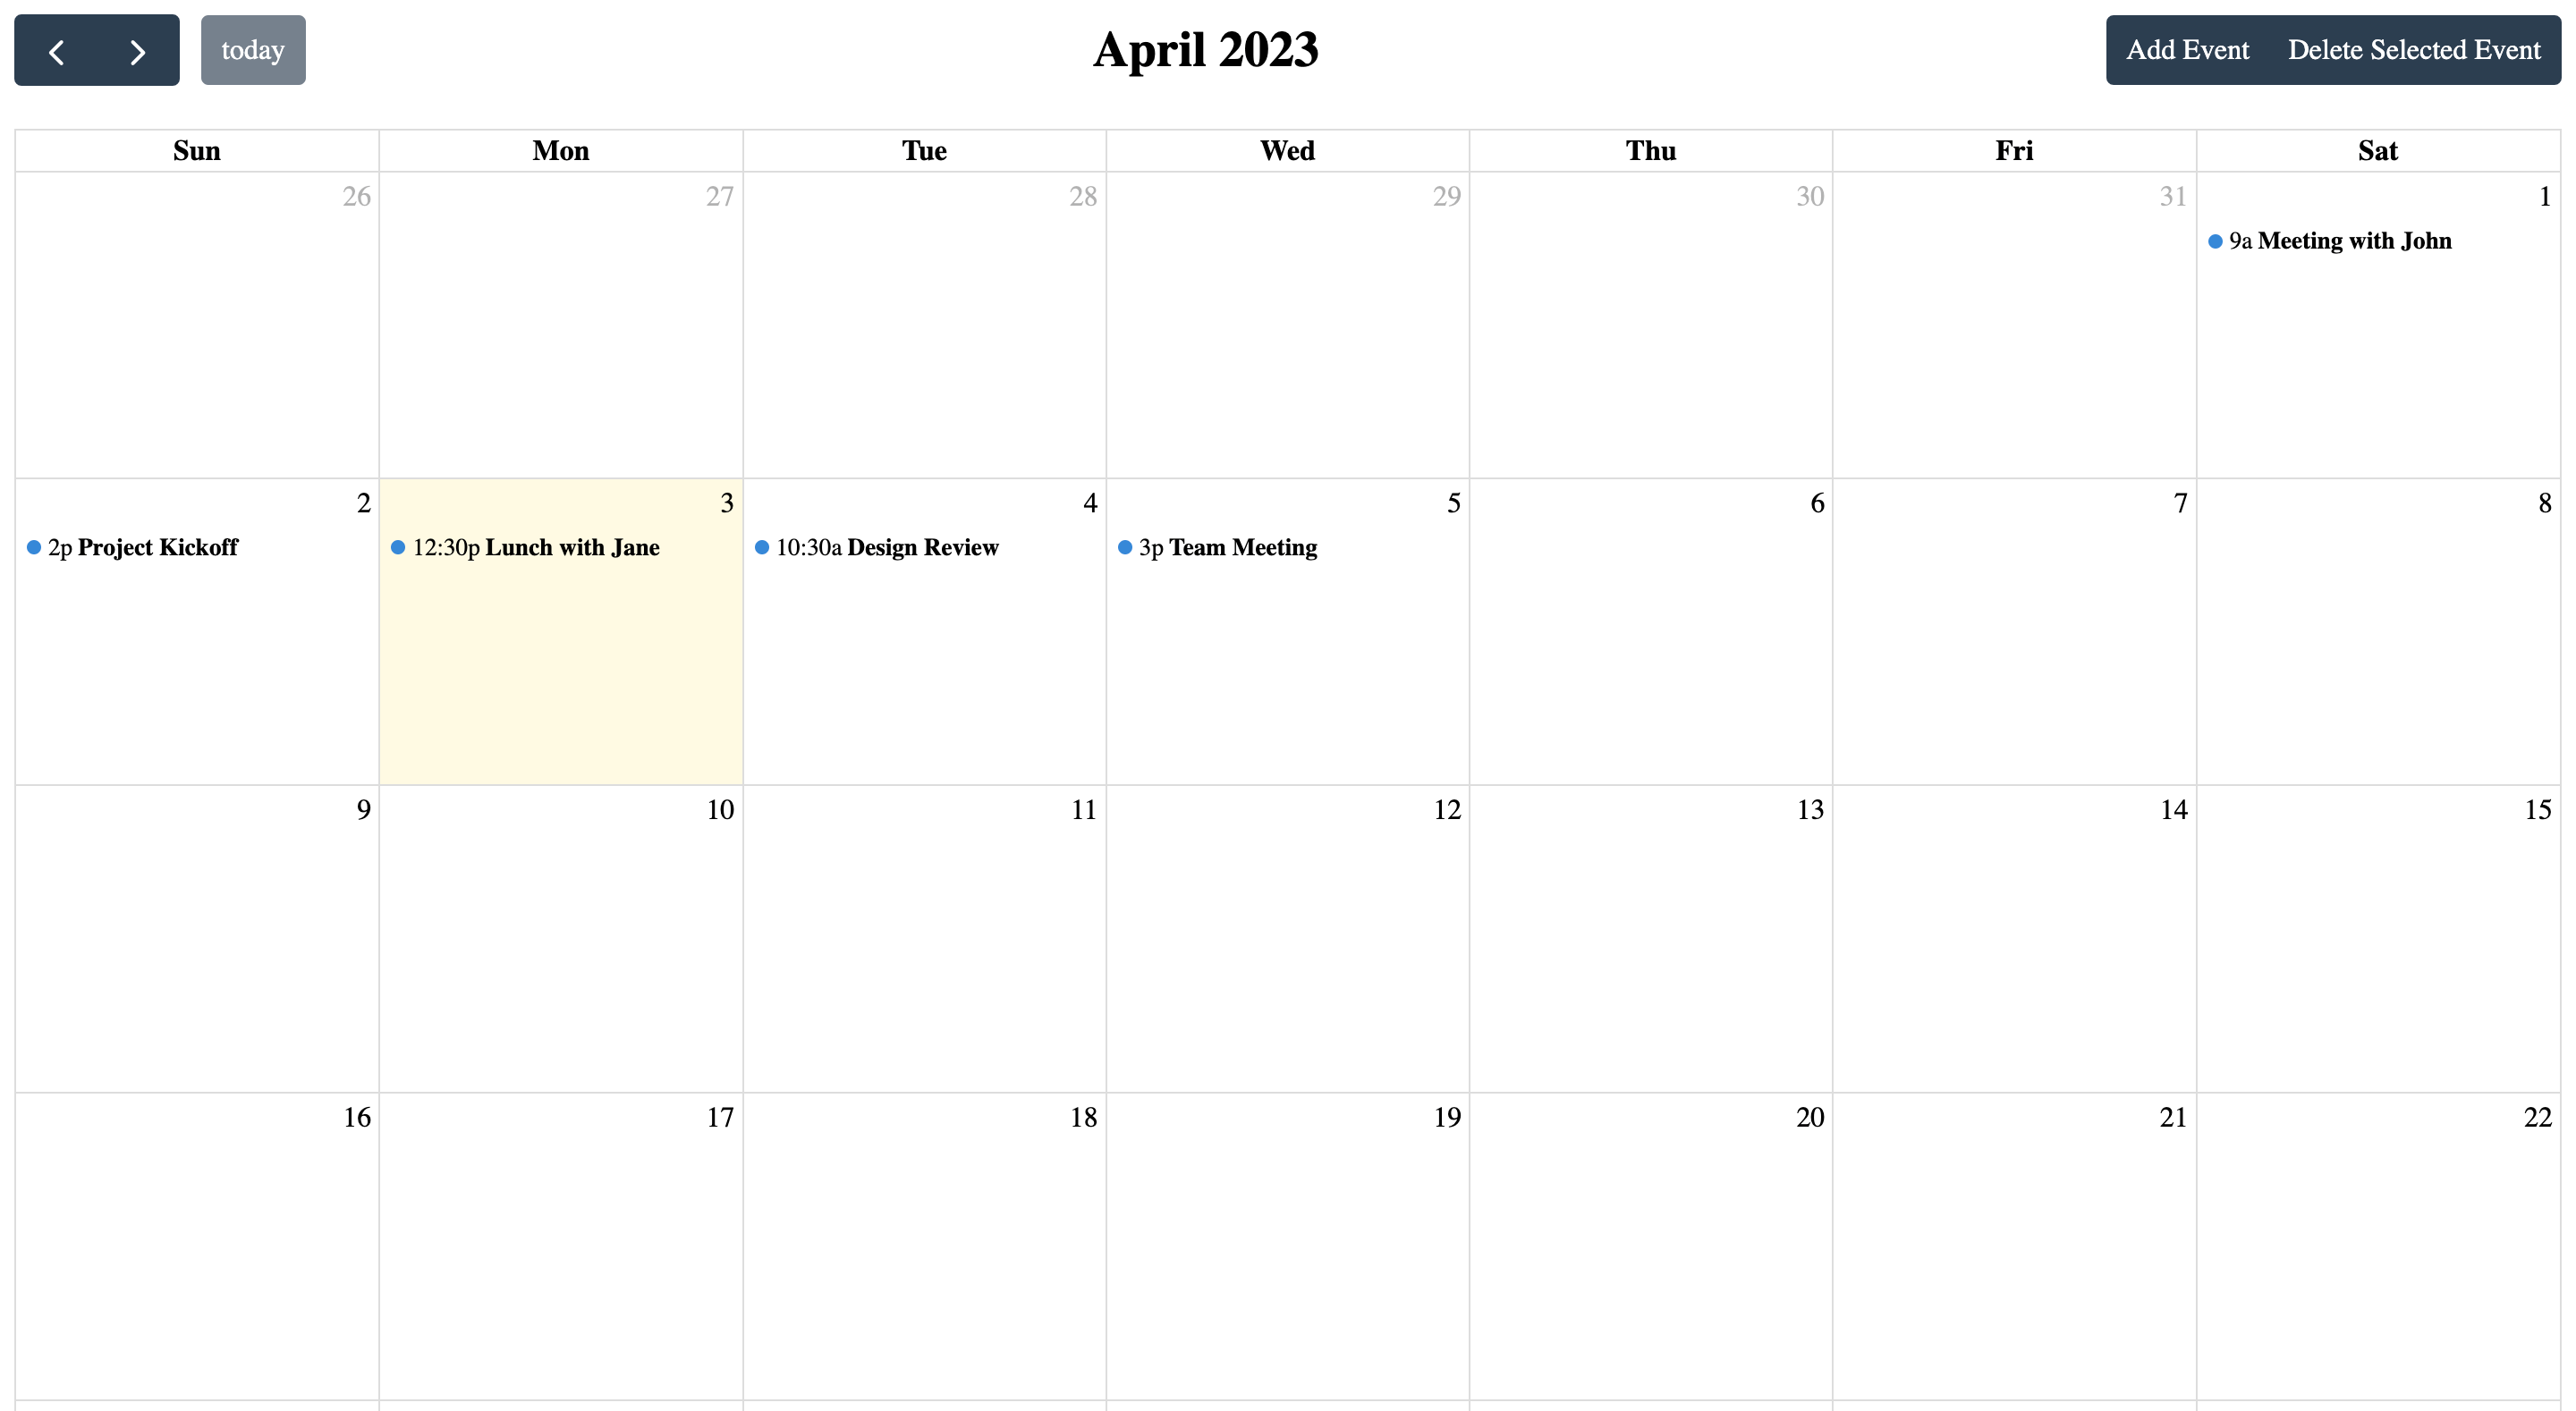 today
April 2023
Add Event
Delete Selected Event
Sun Mon Tue Wed Thu Fri Sat
26 27 28 29 30 31 1
9a Meeting with John
2 3 4 5 6 7 8
2p Project Kickoff
12:30p Lunch with Jane
10:30a Design Review
3p Team Meeting
9 10 11 12 13 14 15
16 17 18 19 20 21 22